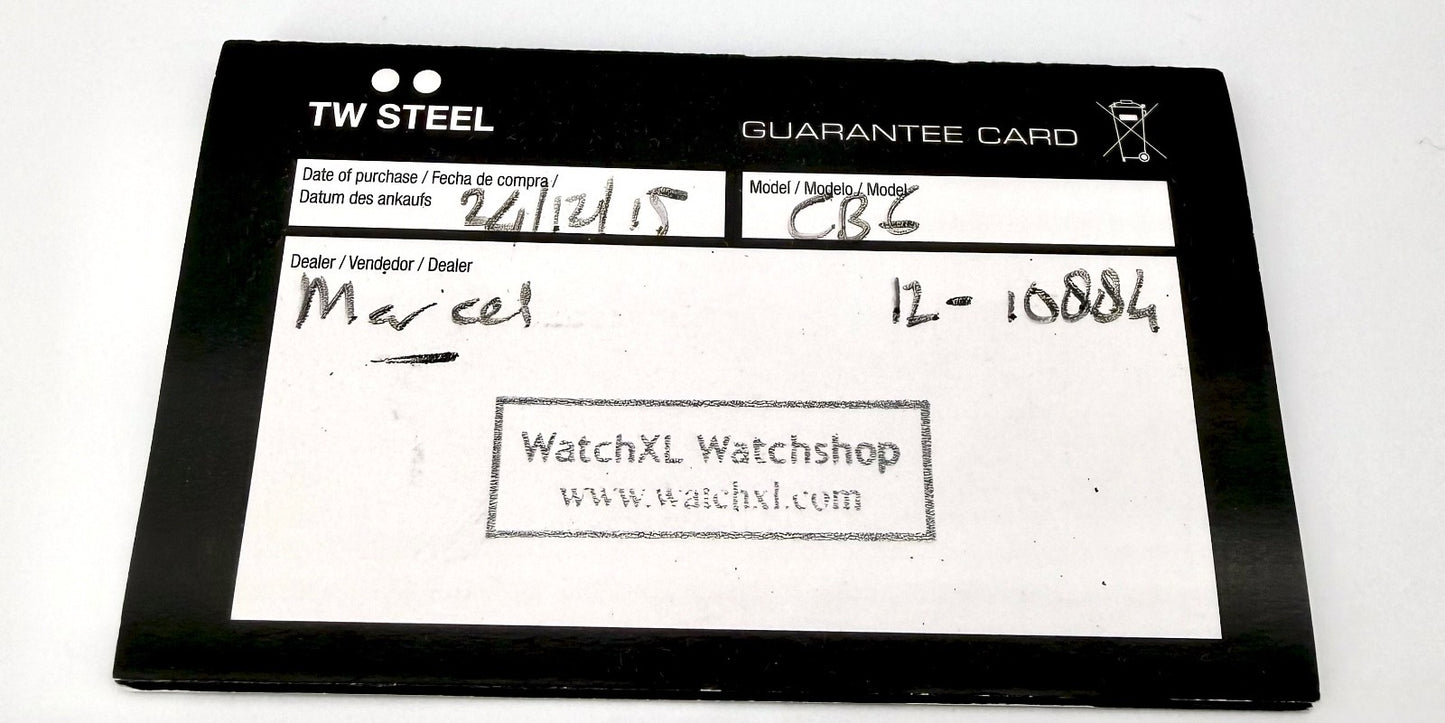 TW STEEL
GUARANTEE CARD
Date of purchase / Fecha de compra /
Datum des ankaufs 24/12/15
Model / Modelo / Model
CB6
Dealer / Vendedor / Dealer
Marcel 12-10884
WatchXL Watchshop
www.watchxl.com